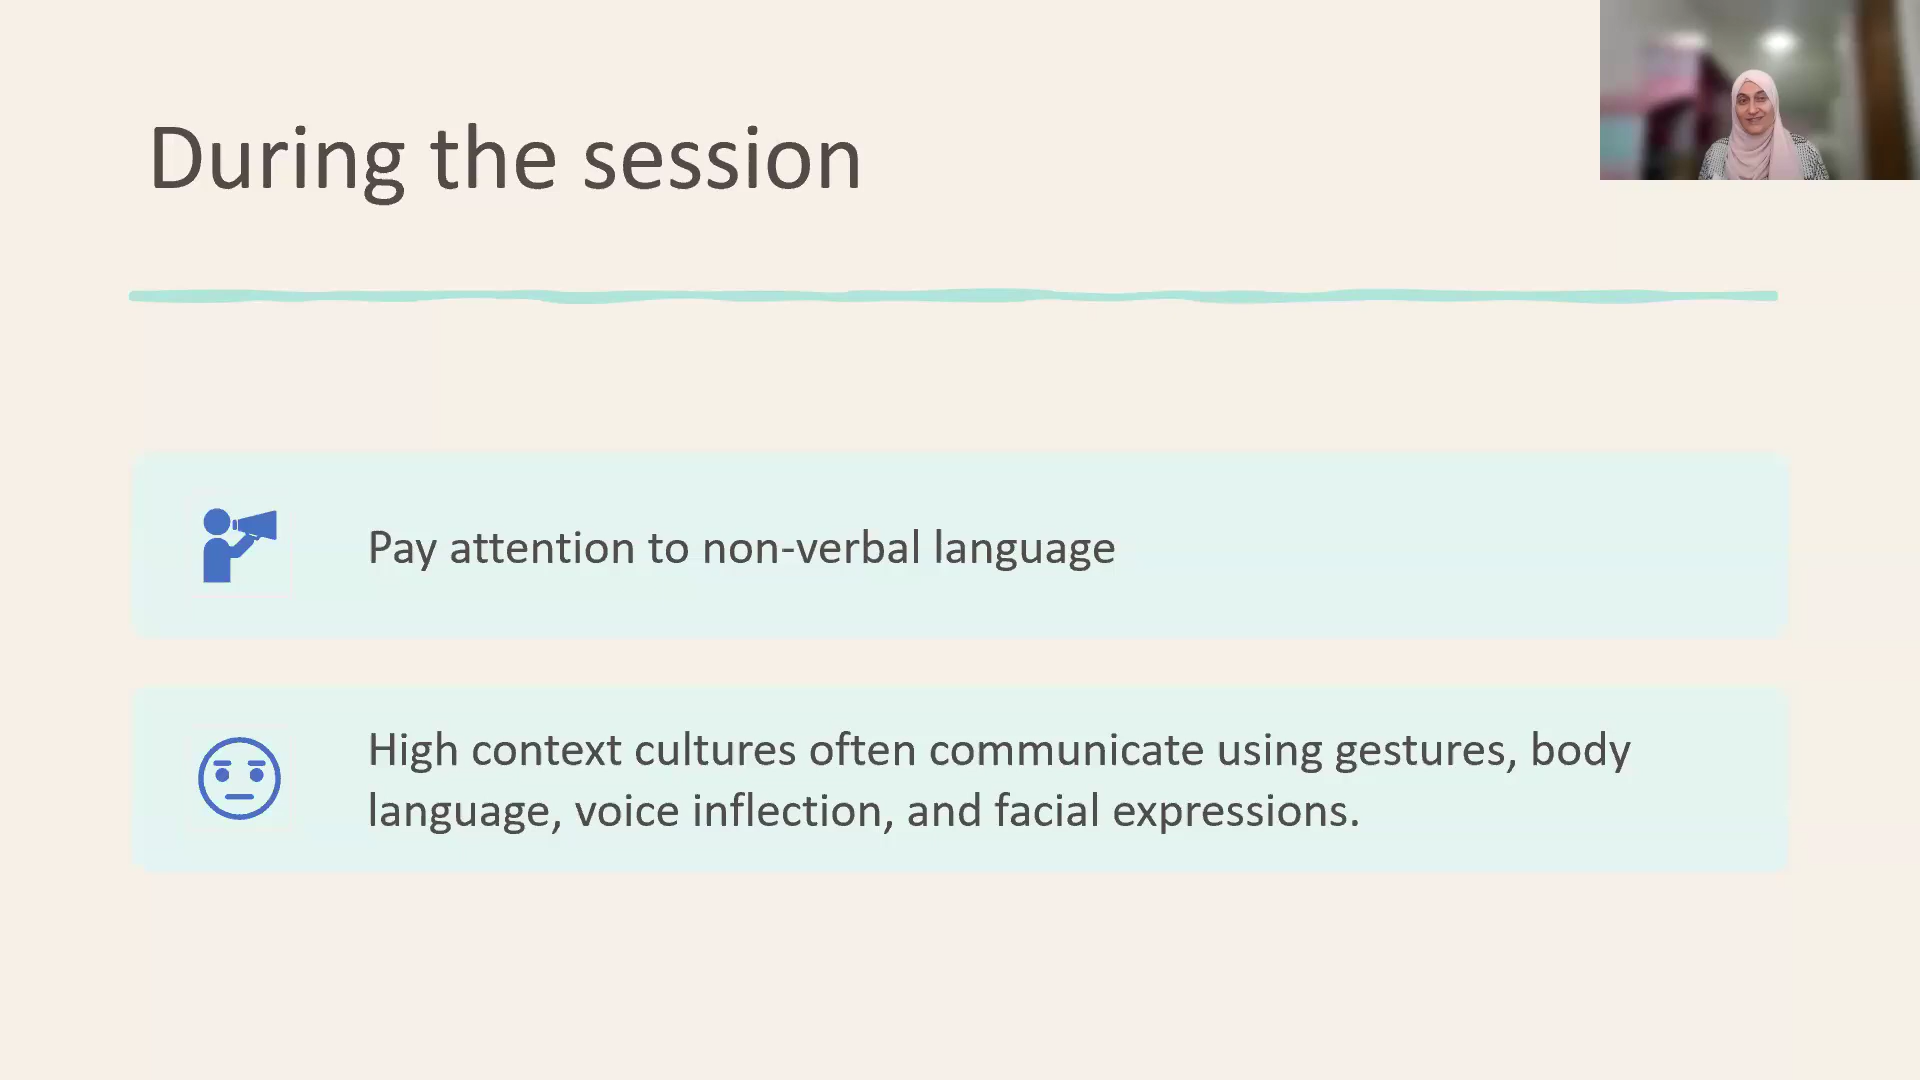 During the session
Pay attention to non-verbal language
High context cultures often communicate using gestures, body
language, voice inflection, and facial expressions.